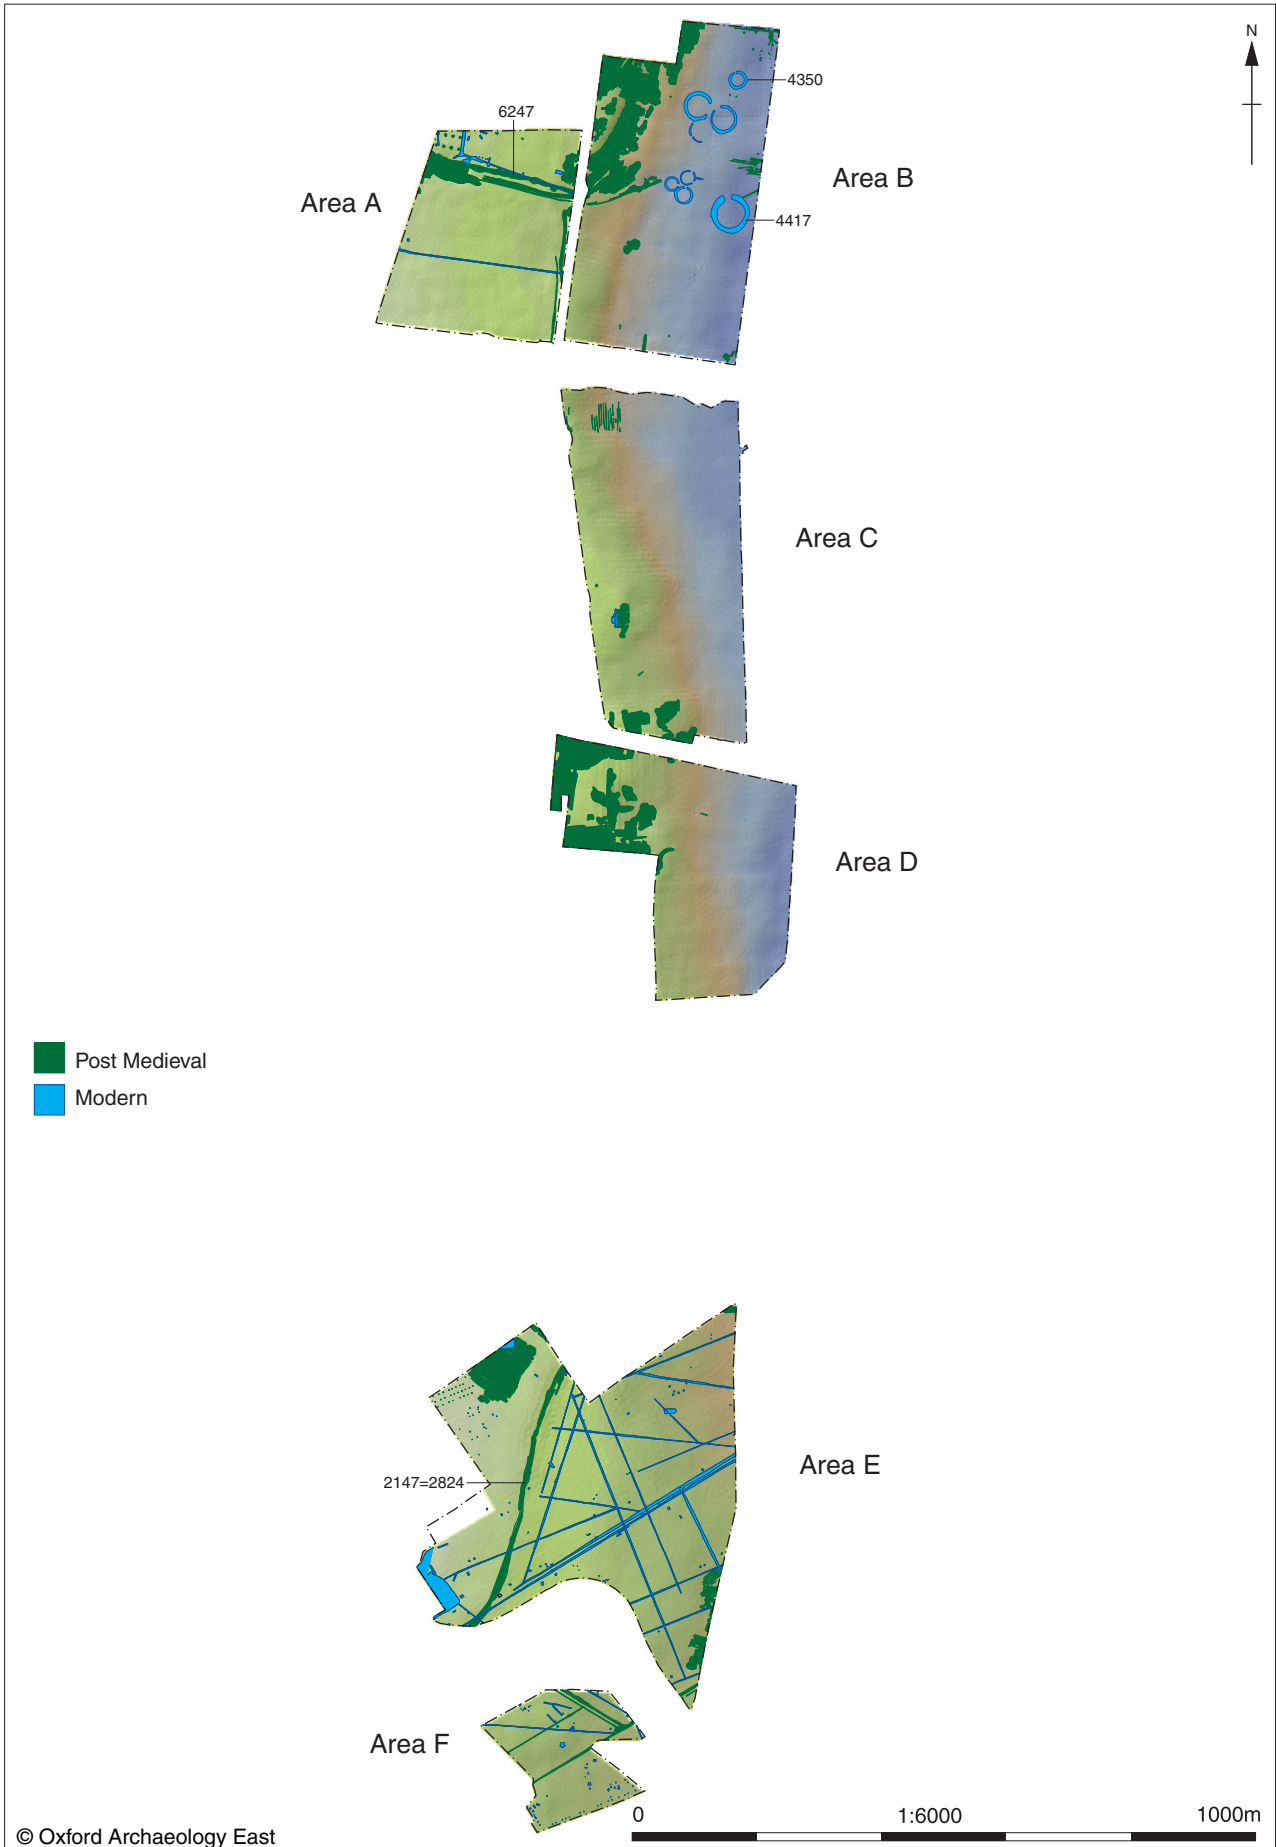 N
4350
6247
Area B
Area A
4417
Area C
Area D
Post Medieval
Modern
Area E
2147=2824
Area F
0 1:6000 1000m
© Oxford Archaeology East